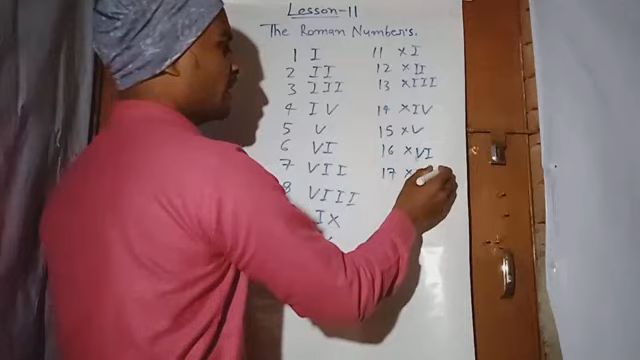 Lesson-11
The Roman Number's.
1 I
2 II
3 III
4 IV
5 V
6 VI
7 VII
8 VIII
IX
11 XI
12 XII
13 XIII
14 XIV
15 XV
16 XVI
17 X